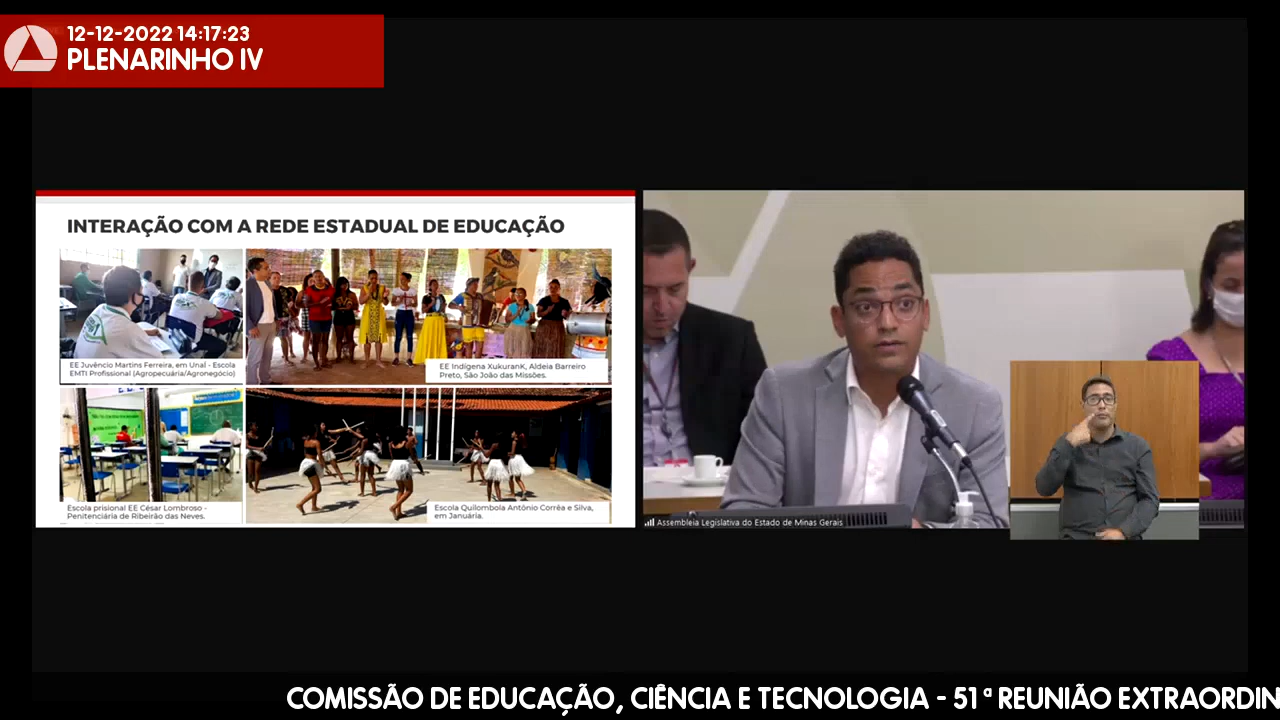 12-12-2022 14:17:23
PLENARINHO IV
INTERAÇÃO COM A REDE ESTADUAL DE EDUCAÇÃO
EE Juvêncio Martins Ferreira, em Unaí - Escola
EMTI Profissional (Agropecuária/Agronegócio)
EE Indígena XukuranK, Aldeia Barreiro
Preto, São João das Missões.
Escola prisional EE César Lombroso -
Penitenciária de Ribeirão das Neves.
Escola Quilombola Antônio Corrêa e Silva,
em Januária.
Assembleia Legislativa do Estado de Minas Gerais
COMISSÃO DE EDUCAÇÃO, CIÊNCIA E TECNOLOGIA - 51ª REUNIÃO EXTRAORDIN